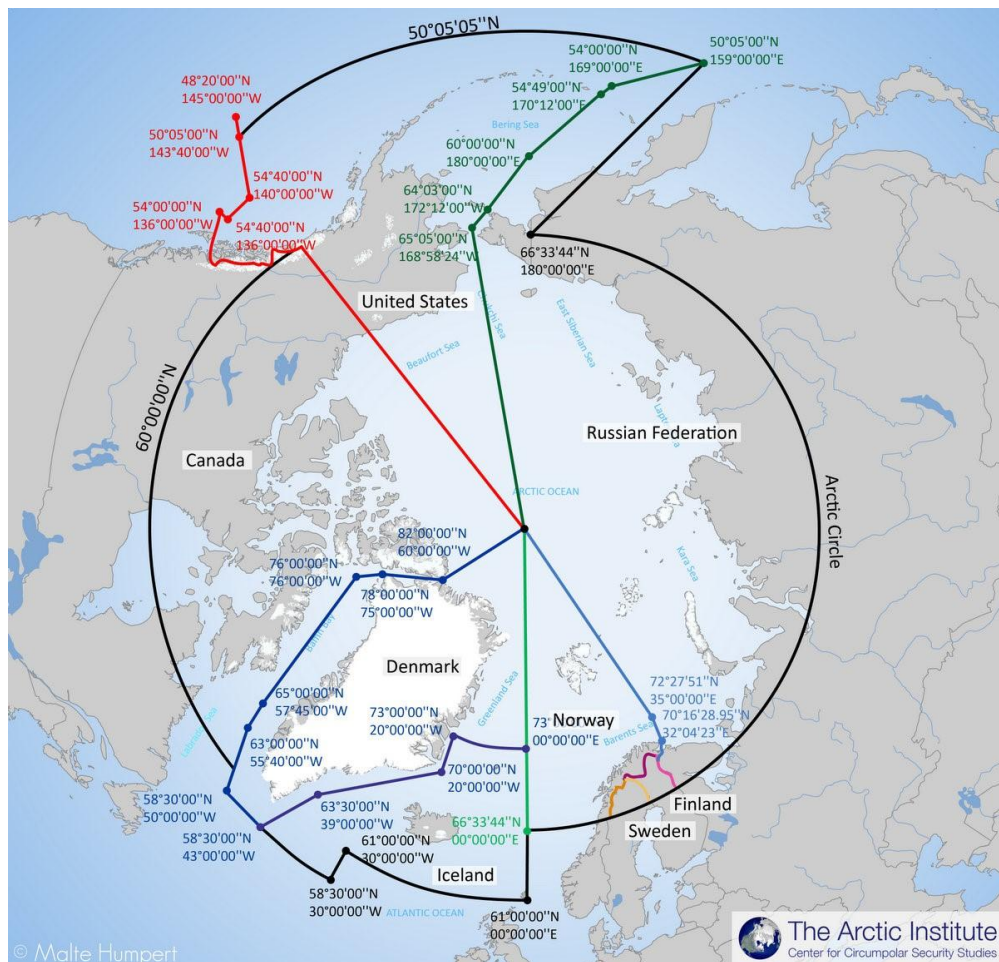 50°05'05''N
54°00'00''N
169°00'00''E
50°05'00''N
159°00'00''E
48°20'00''N
145°00'00''W
54°49'00''N
170°12'00''E
Bering Sea
50°05'00''N
143°40'00''W
60°00'00''N
180°00'00''E
54°40'00''N
140°00'00''W
64°03'00''N
172°12'00''W
54°00'00''N
136°00'00''W
54°40'00''N
136°00'00''W
65°05'00''N
168°58'24''W
66°33'44''N
180°00'00''E
United States
Chukchi Sea
East Siberian Sea
Beaufort Sea
60°00'00''N
Laptev
Russian Federation
Canada
ARCTIC OCEAN
Arctic Circle
82°00'00''N
60°00'00''W
Kara Sea
76°00'00''N
76°00'00''W
78°00'00''N
75°00'00''W
Baffin Bay
Denmark
65°00'00''N
57°45'00''W
Greenland Sea
72°27'51''N
35°00'00''E
70°16'28.95''N
32°04'23''E
73°00'00''N
20°00'00''W
73°
00°00'00''E
Norway
Barents Sea
Labrador Sea
63°00'00''N
55°40'00''W
70°00'00''N
20°00'00''W
58°30'00''N
50°00'00''W
63°30'00''N
39°00'00''W
Finland
Sweden
66°33'44''N
00°00'00''E
58°30'00''N
43°00'00''W
61°00'00''N
30°00'00''W
Iceland
58°30'00''N
30°00'00''W
ATLANTIC OCEAN
61°00'00''N
00°00'00''E
The Arctic Institute
Center for Circumpolar Security Studies
© Malte Humpert